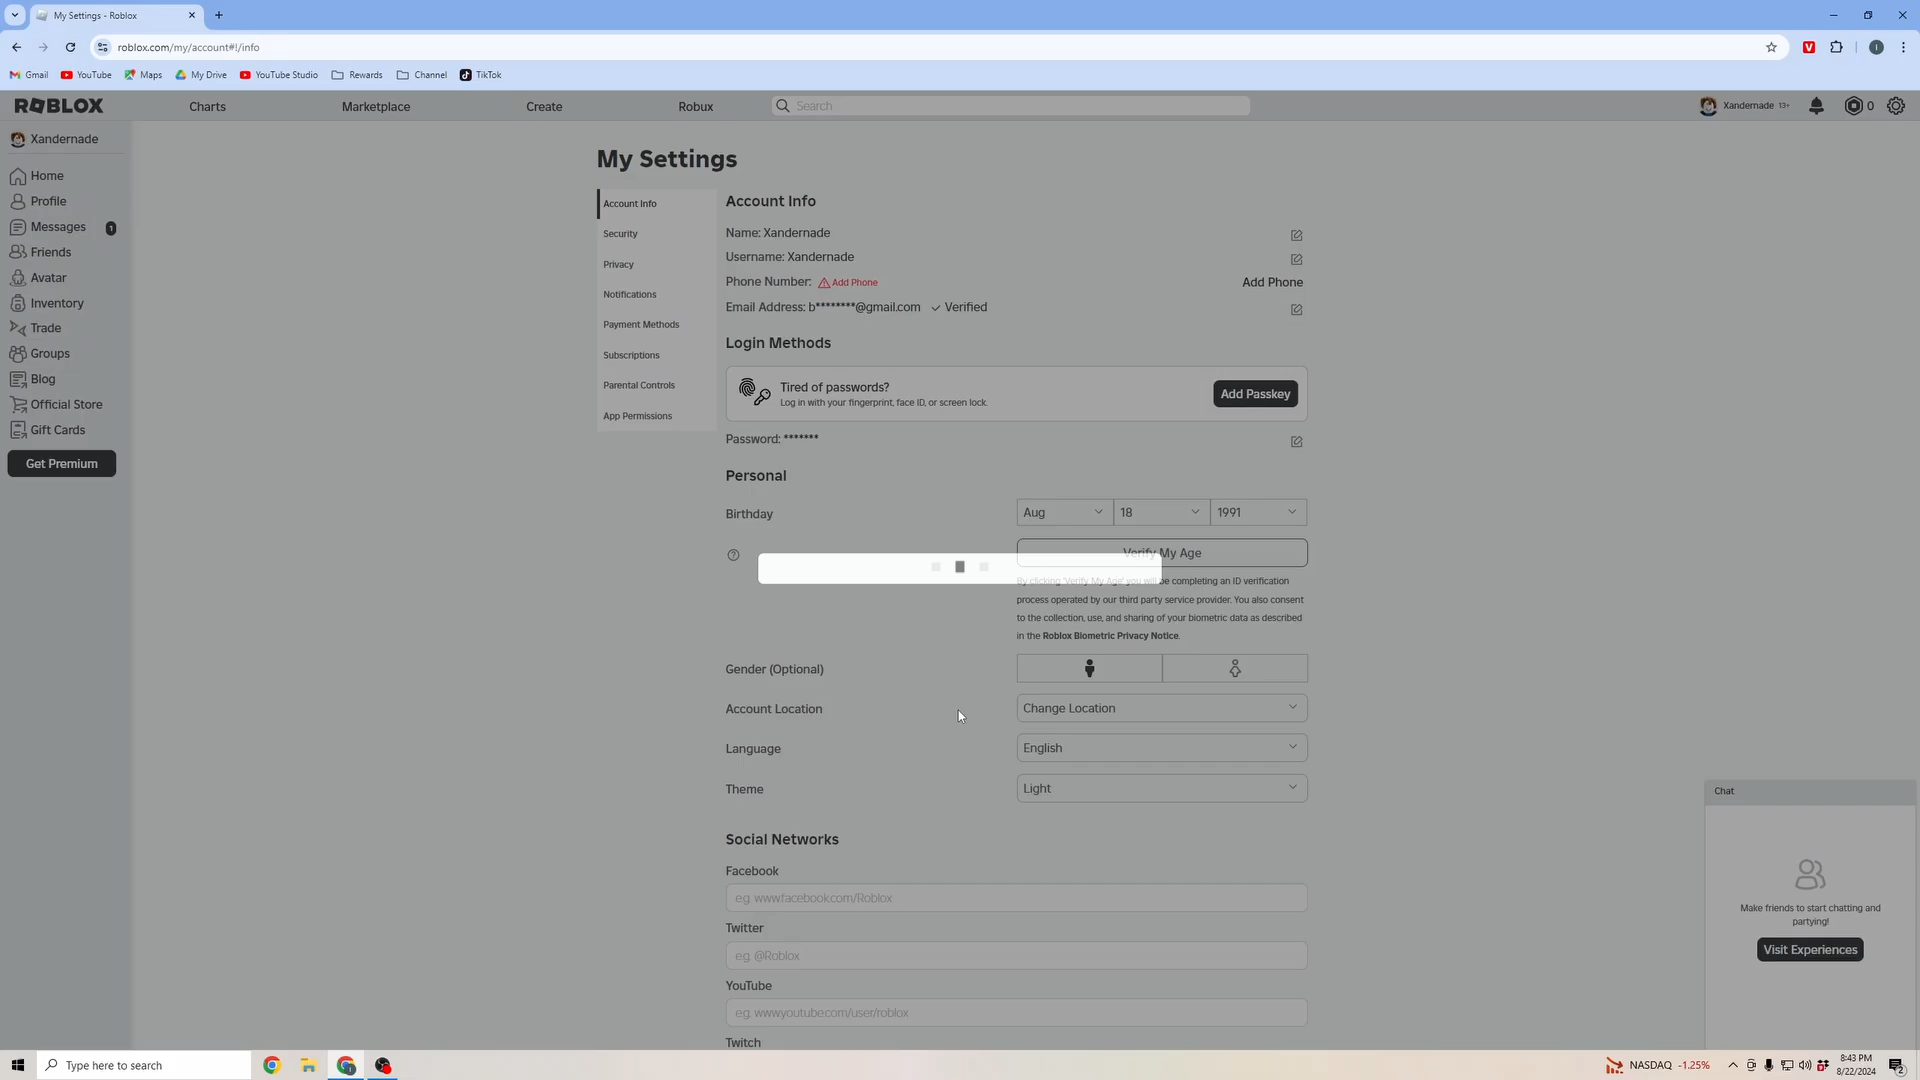 My Settings - Roblox
roblox.com/my/account#!/info
Gmail YouTube Maps My Drive YouTube Studio Rewards Channel TikTok
ROBLOX Charts Marketplace Create Robux Search Xandernade 13+ 0
Xandernade
Home
Profile
Messages 1
Friends
Avatar
Inventory
Trade
Groups
Blog
Official Store
Gift Cards
Get Premium
My Settings
Account Info
Security
Privacy
Notifications
Payment Methods
Subscriptions
Parental Controls
App Permissions
Account Info
Name: Xandernade
Username: Xandernade
Phone Number: Add Phone Add Phone
Email Address: b********@gmail.com Verified
Login Methods
Tired of passwords?
Log in with your fingerprint, face ID, or screen lock.
Add Passkey
Password: *******
Personal
Birthday Aug 18 1991
Verify My Age
By clicking 'Verify My Age' you will be completing an ID verification
process operated by our third party service provider. You also consent
to the collection, use, and sharing of your biometric data as described
in the Roblox Biometric Privacy Notice.
Gender (Optional)
Account Location Change Location
Language English
Theme Light
Social Networks
Facebook
e.g. www.facebook.com/Roblox
Twitter
e.g. @Roblox
YouTube
e.g. www.youtube.com/user/roblox
Twitch
Chat
Make friends to start chatting and
partying!
Visit Experiences
Type here to search
NASDAQ -1.25%
8:43 PM
8/22/2024
2